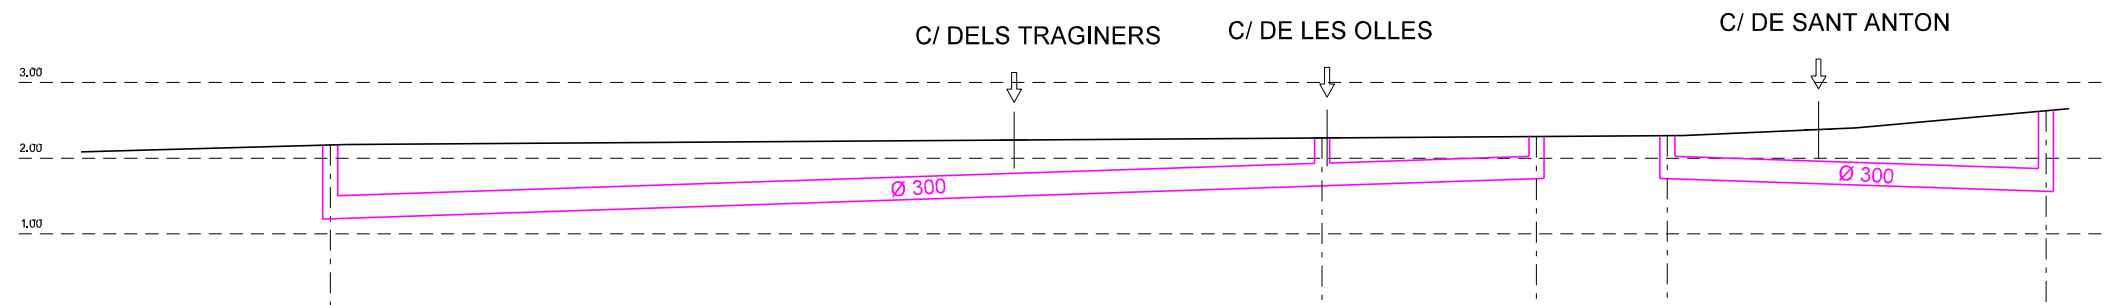 C/ DE SANT ANTON
C/ DE LES OLLES
C/ DELS TRAGINERS
3.00
2.00
Ø 300
Ø 300
1.00